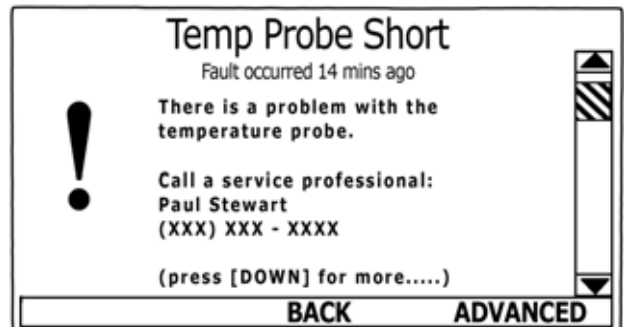 Temp Probe Short
Fault occurred 14 mins ago
There is a problem with the
temperature probe.
Call a service professional:
Paul Stewart
(XXX) XXX - XXXX
(press [DOWN] for more.....)
BACK ADVANCED